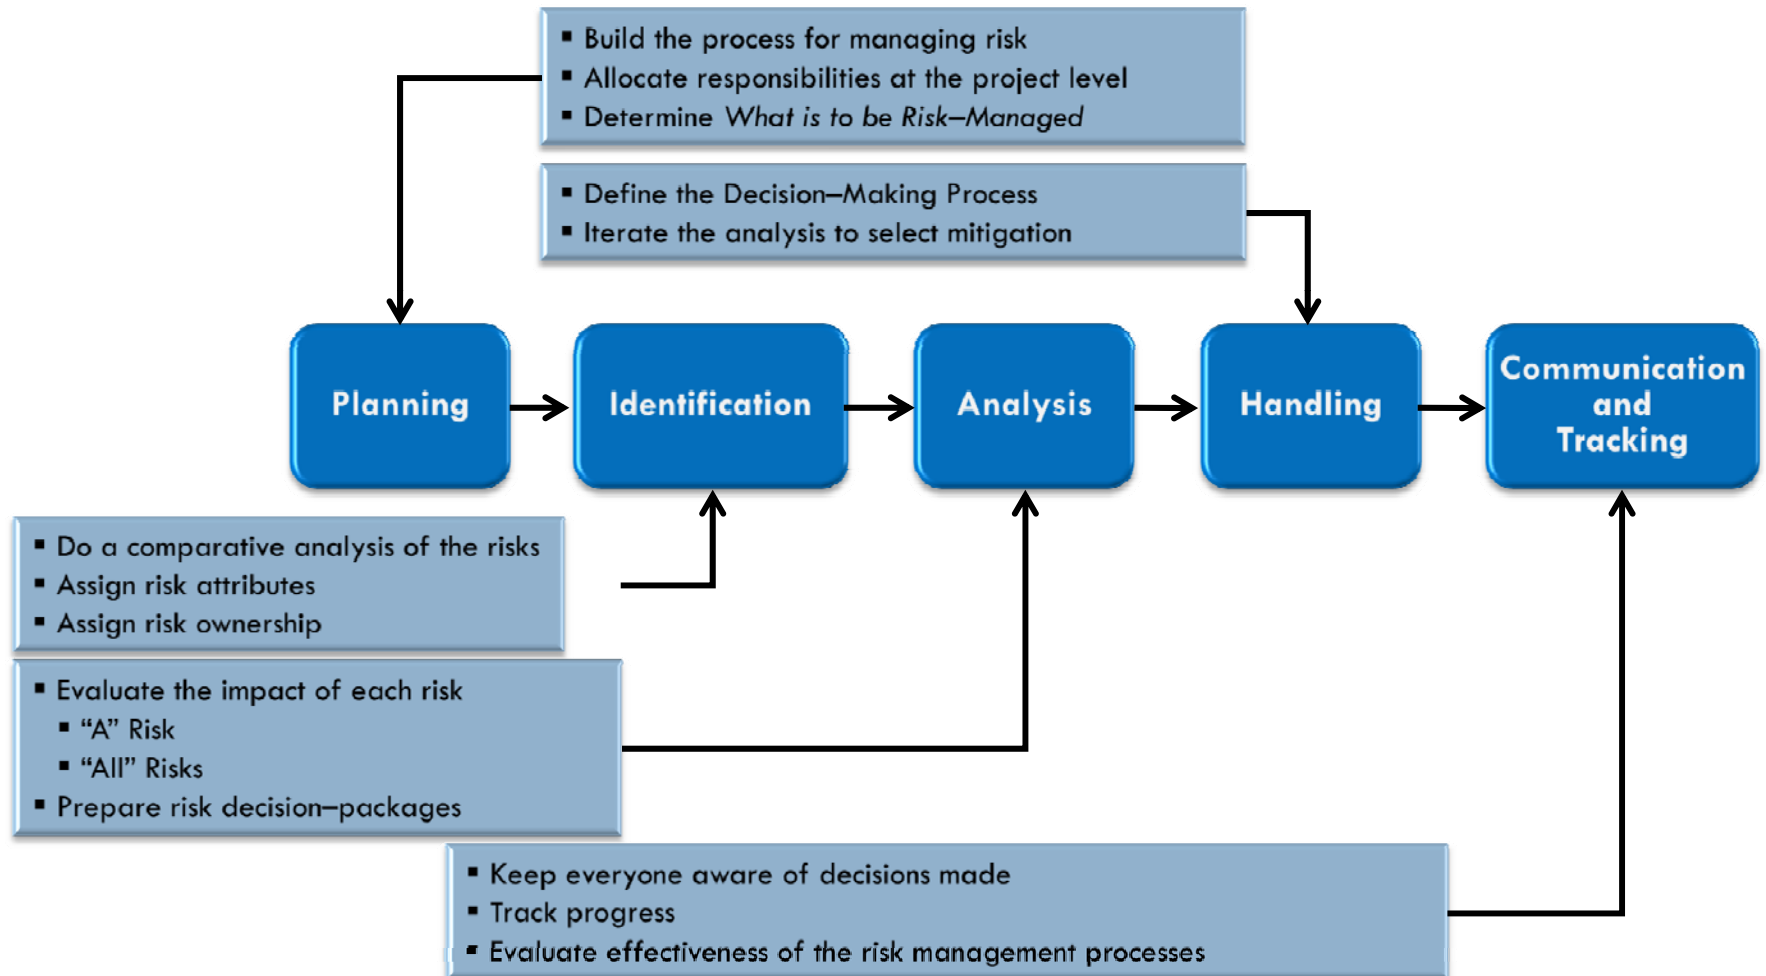 ▪ Build the process for managing risk
▪ Allocate responsibilities at the project level
▪ Determine What is to be Risk–Managed
▪ Define the Decision–Making Process
▪ Iterate the analysis to select mitigation
Planning
Identification
Analysis
Handling
Communication
and
Tracking
▪ Do a comparative analysis of the risks
▪ Assign risk attributes
▪ Assign risk ownership
▪ Evaluate the impact of each risk
▪ “A” Risk
▪ “All” Risks
▪ Prepare risk decision–packages
▪ Keep everyone aware of decisions made
▪ Track progress
▪ Evaluate effectiveness of the risk management processes